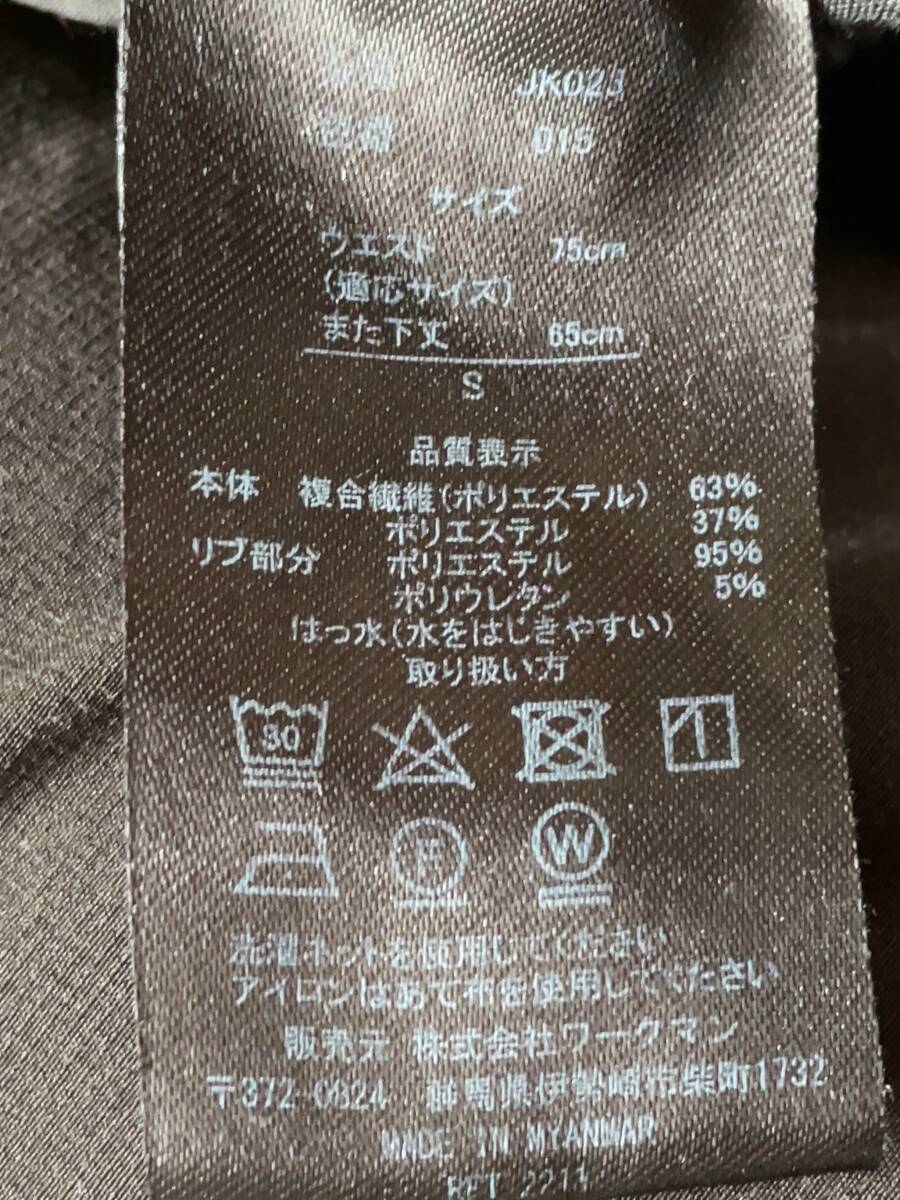 JK023
015
サイズ
ウエスト 75cm
(適応サイズ)
また下丈 65cm
S
品質表示
本体 複合繊維(ポリエステル) 63%
ポリエステル 37%
リブ部分 ポリエステル 95%
ポリウレタン 5%
はっ水(水をはじきやすい)
取り扱い方
30
F
W
洗濯ネットを使用してください
アイロンはあて布を使用してください
販売元 株式会社ワークマン
〒372-0824 群馬県伊勢崎市柴町1732
MADE IN MYANMAR
RET 2211